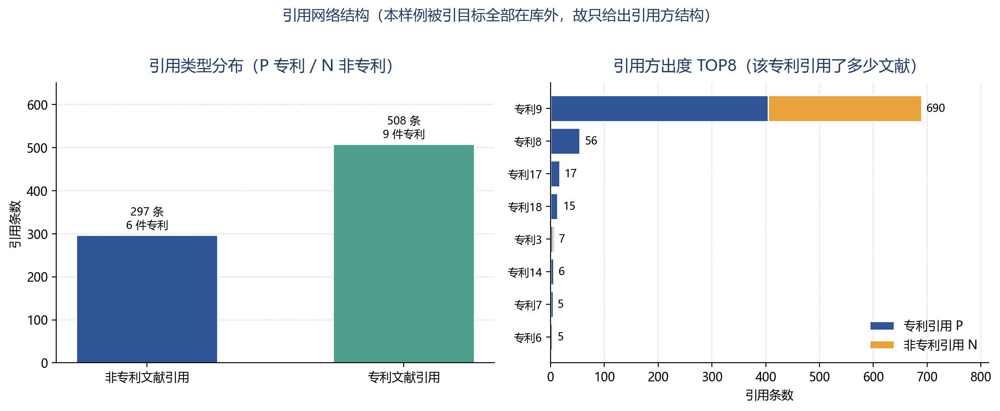 引用网络结构（本样例被引目标全部在库外，故只给出引用方结构）
引用类型分布（P 专利 / N 非专利）
引用条数
600
500
400
300
200
100
0
297 条
6 件专利
508 条
9 件专利
非专利文献引用
专利文献引用
引用方出度 TOP8（该专利引用了多少文献）
专利9
690
专利8
56
专利17
17
专利18
15
专利3
7
专利14
6
专利7
5
专利6
5
专利引用 P
非专利引用 N
0
100
200
300
400
500
600
700
800
引用条数